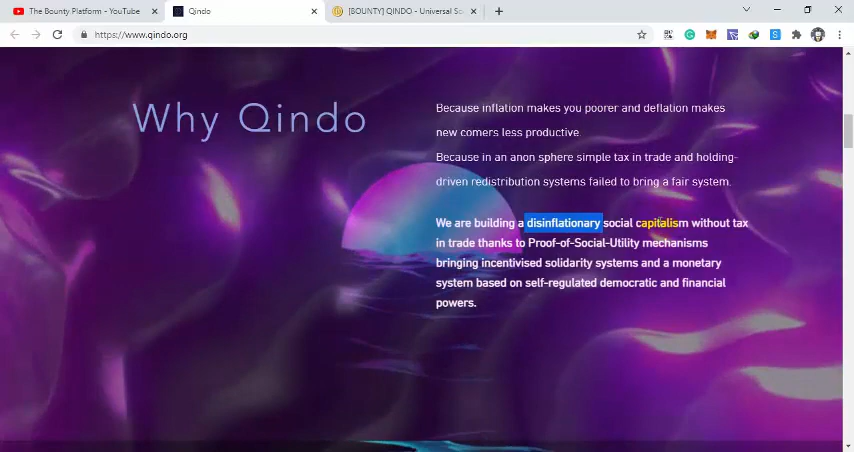 The Bounty Platform - YouTube
Qindo
[BOUNTY] QINDO - Universal So
https://www.qindo.org
Why Qindo
Because inflation makes you poorer and deflation makes
new comers less productive.
Because in an anon sphere simple tax in trade and holding-
driven redistribution systems failed to bring a fair system.
We are building a disinflationary social capitalism without tax
in trade thanks to Proof-of-Social-Utility mechanisms
bringing incentivised solidarity systems and a monetary
system based on self-regulated democratic and financial
powers.